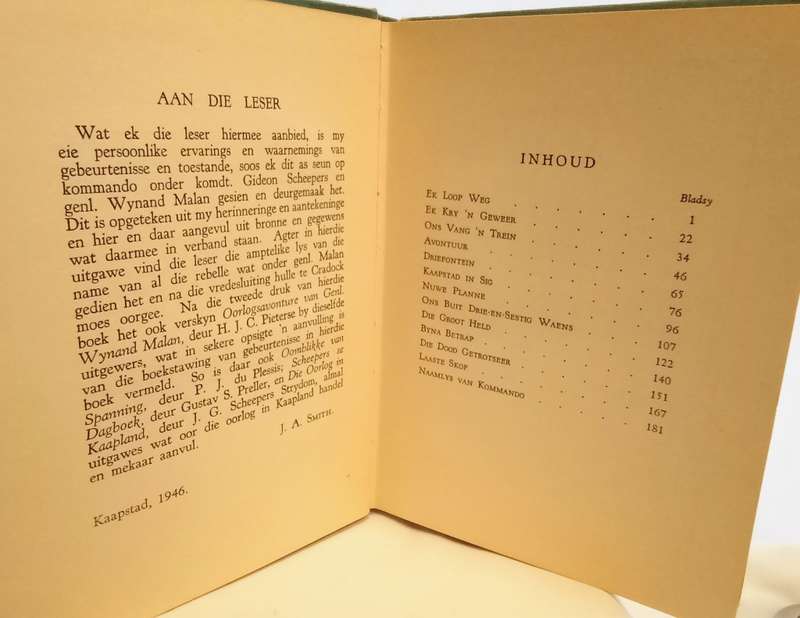 AAN DIE LESER
Wat ek die leser hiermee aanbied, is my
eie persoonlike ervarings en waarnemings van
gebeurtenisse en toestande, soos ek dit as seun op
kommando onder komdt. Gideon Scheepers en
genl. Wynand Malan gesien en deurgemaak het.
Dit is opgeteken uit my herinneringe en aantekeninge
en hier en daar aangevul uit bronne en gegewens
wat daarmee in verband staan. Agter in hierdie
uitgawe vind die leser die amptelike lys van die
name van al die rebelle wat onder genl. Malan
gedien het en na die vredesluiting hulle te Cradock
moes oorgee. Na die tweede druk van hierdie
boek het ook verskyn Oorlogsavonture van Genl.
Wynand Malan, deur H. J. C. Pieterse by dieselfde
uitgewers, wat in sekere opsigte 'n aanvulling is
van die boekstawing van gebeurtenisse in hierdie
boek vermeld. So is daar ook Oomblikke van
Spanning, deur P. J. du Plessis; Scheepers se
Dagboek, deur Gustav S. Preller, en Die Oorlog in
Kaapland, deur J. G. Scheepers Strydom, almal
uitgawes wat oor die oorlog in Kaapland handel
en mekaar aanvul.
J. A. Smith.
Kaapstad, 1946.
INHOUD
Bladsy
Ek Loop Weg . . . . . 1
Ek Kry 'n Geweer . . . . . 22
Ons Vang 'n Trein . . . . . 34
Avontuur . . . . . 46
Driefontein . . . . . 65
Kaapstad in Sig . . . . . 76
Nuwe Planne . . . . . 96
Ons Buit Drie-en-Sestig Waens . . . 107
Die Groot Held . . . . . 122
Byna Betrap . . . . . 140
Die Dood Getrotseer . . . . . 151
Laaste Skof . . . . . 167
Naamlys van Kommando . . . . 181